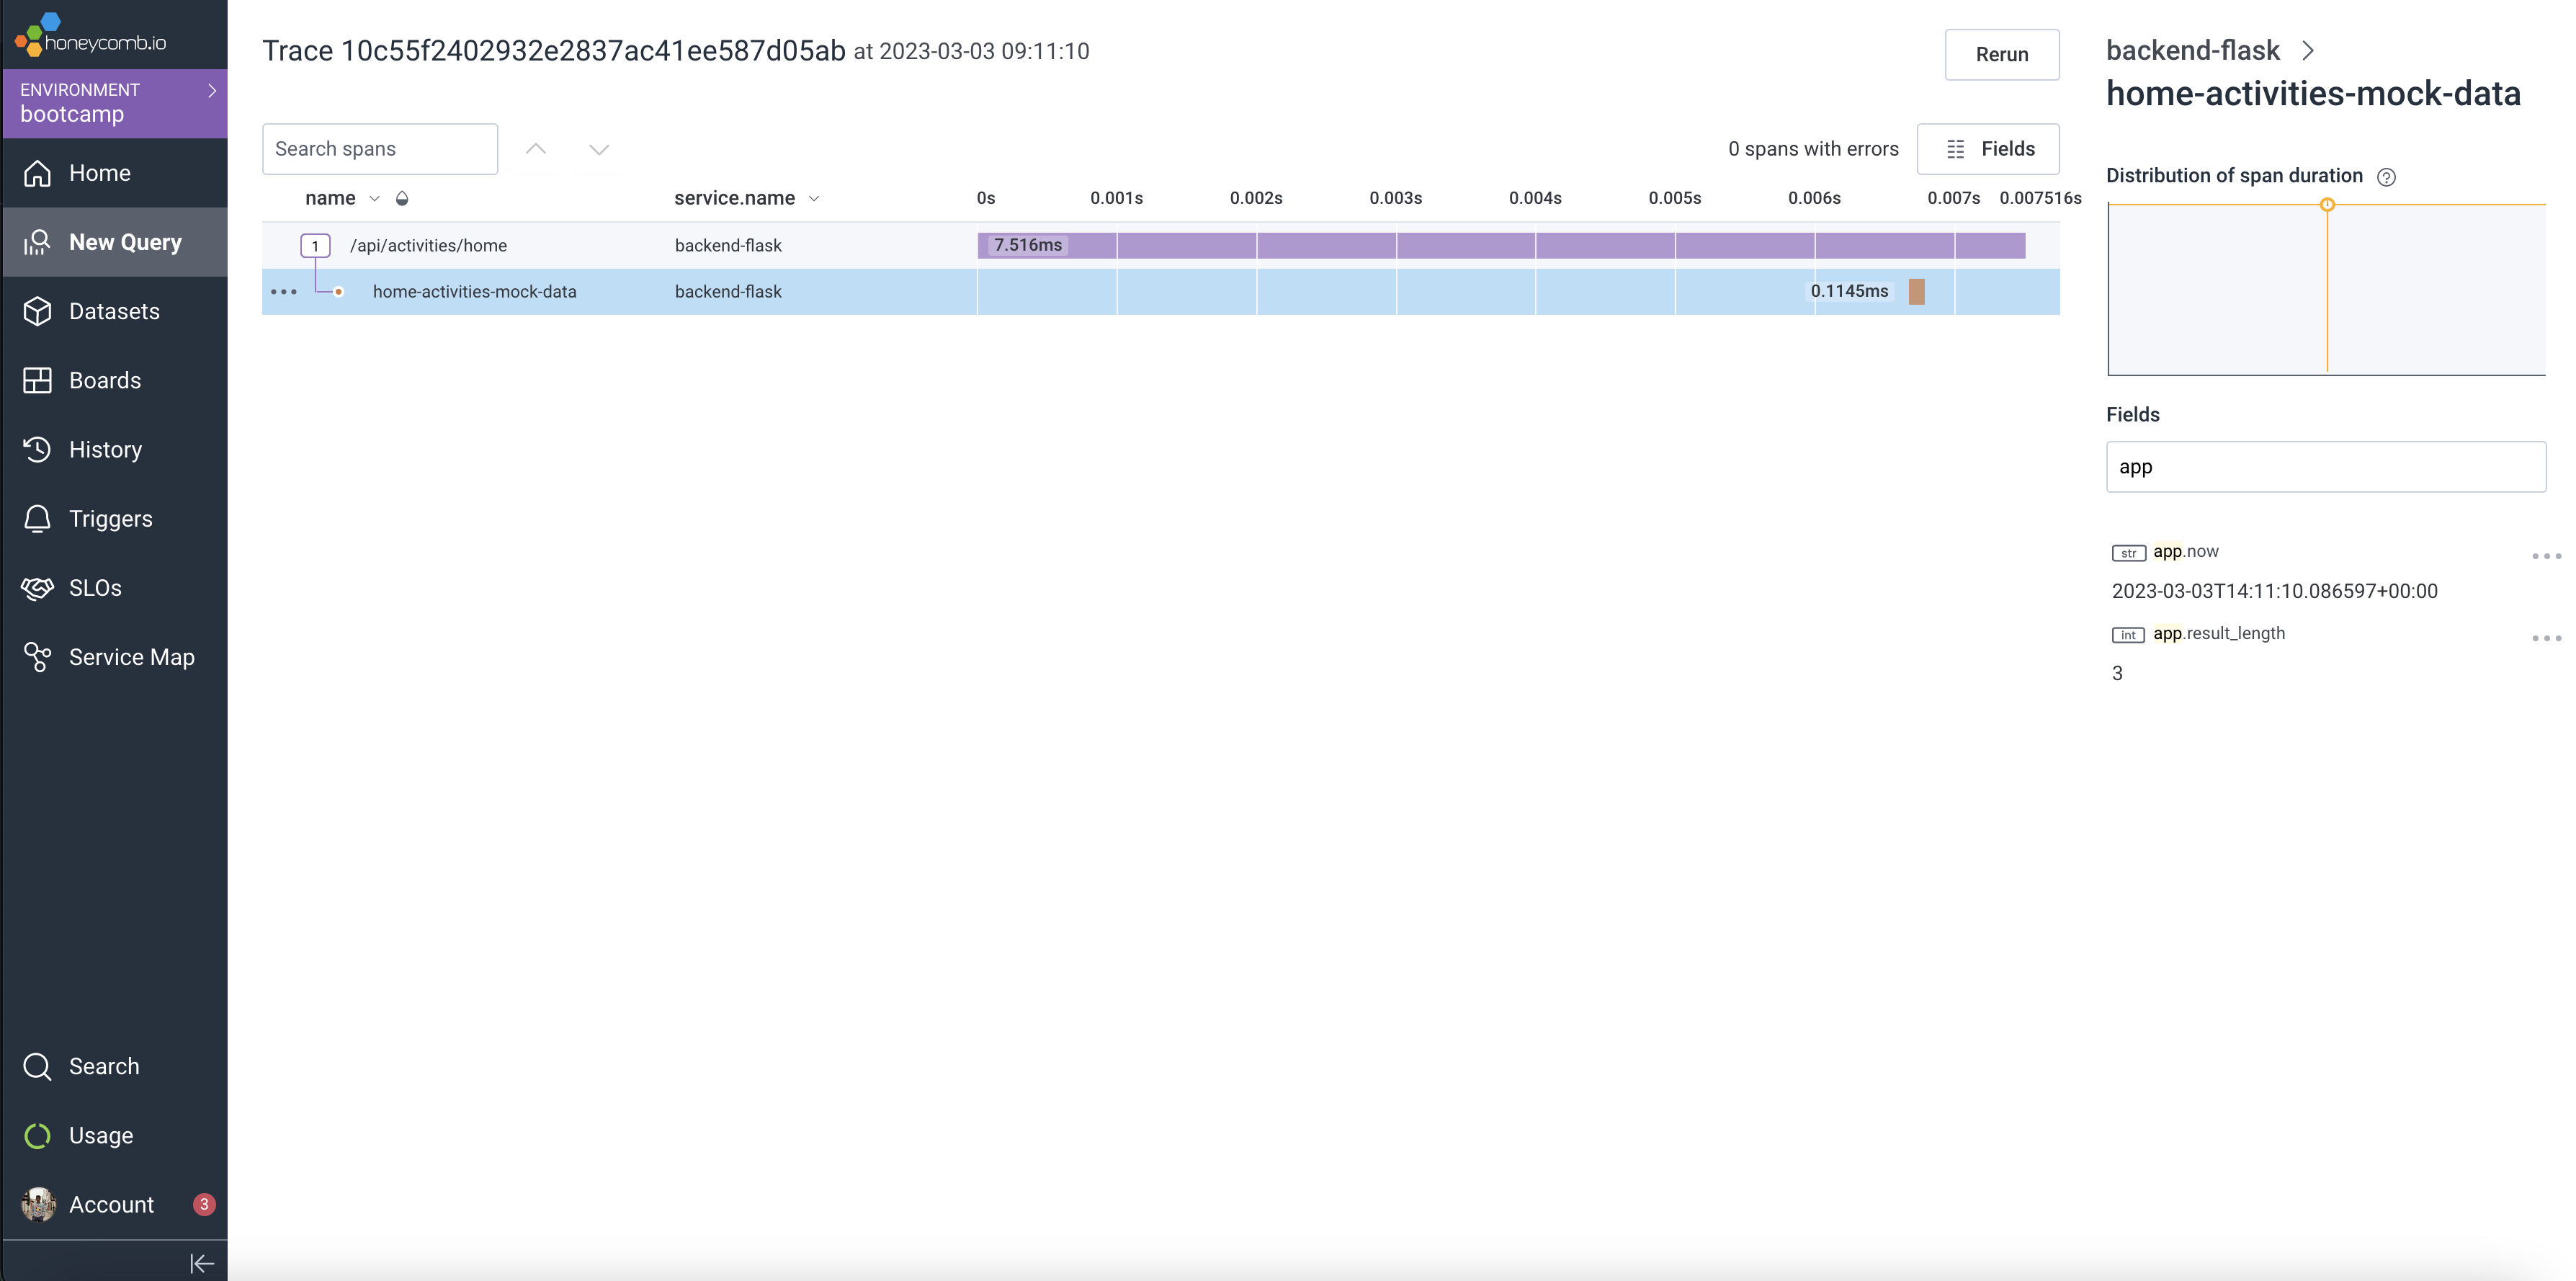 honeycomb.io
ENVIRONMENT
bootcamp
Home
New Query
Datasets
Boards
History
Triggers
SLOs
Service Map
Search
Usage
Account 3
Trace 10c55f2402932e2837ac41ee587d05ab at 2023-03-03 09:11:10
Rerun
Search spans
0 spans with errors
Fields
name service.name 0s 0.001s 0.002s 0.003s 0.004s 0.005s 0.006s 0.007s 0.007516s
1 /api/activities/home backend-flask 7.516ms
home-activities-mock-data backend-flask 0.1145ms
backend-flask
home-activities-mock-data
Distribution of span duration
Fields
app
str app.now
2023-03-03T14:11:10.086597+00:00
int app.result_length
3